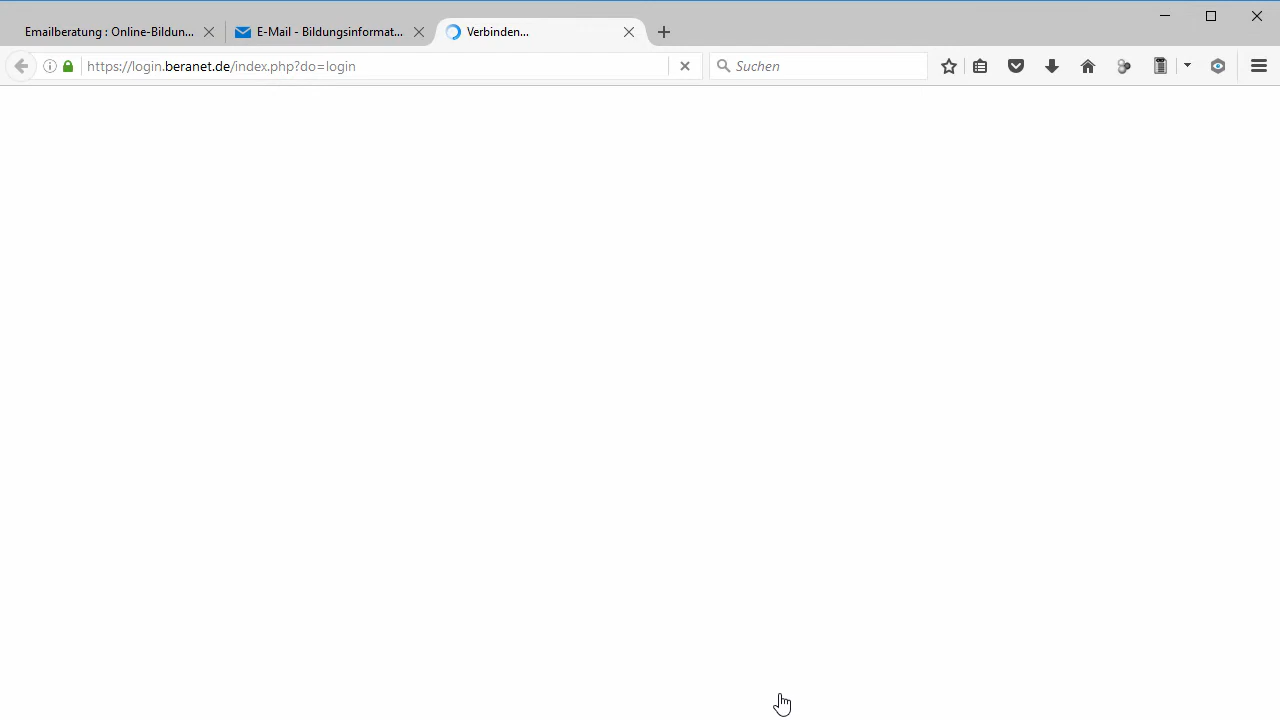 Emailberatung : Online-Bildun...
E-Mail - Bildungsinformat...
Verbinden...
https://login.beranet.de/index.php?do=login
Suchen